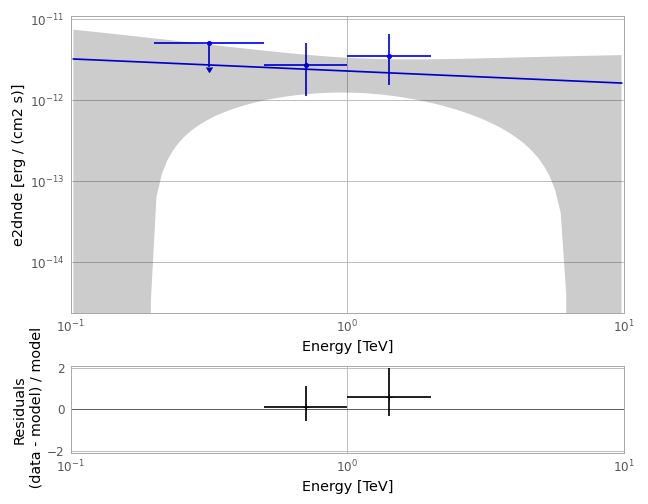 10⁻¹¹
10⁻¹²
10⁻¹³
10⁻¹⁴
e2dnde [erg / (cm2 s)]
10⁻¹ 10⁰ 10¹
Energy [TeV]
2
0
−2
Residuals
(data - model) / model
10⁻¹ 10⁰ 10¹
Energy [TeV]